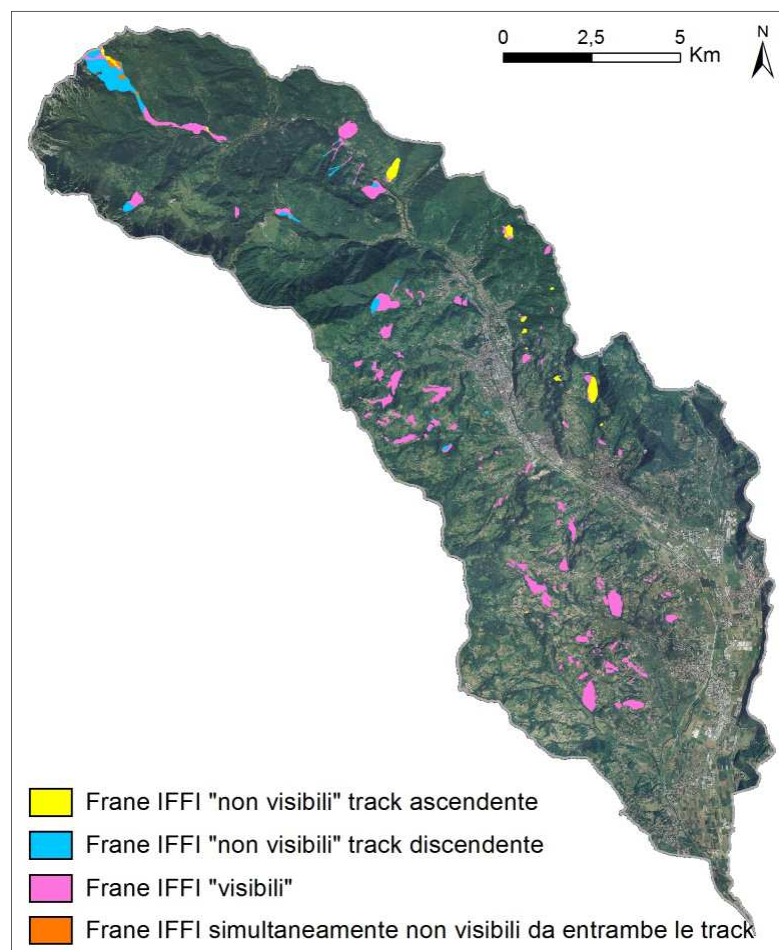 0 2,5 5
Km
N
Frane IFFI "non visibili" track ascendente
Frane IFFI "non visibili" track discendente
Frane IFFI "visibili"
Frane IFFI simultaneamente non visibili da entrambe le track